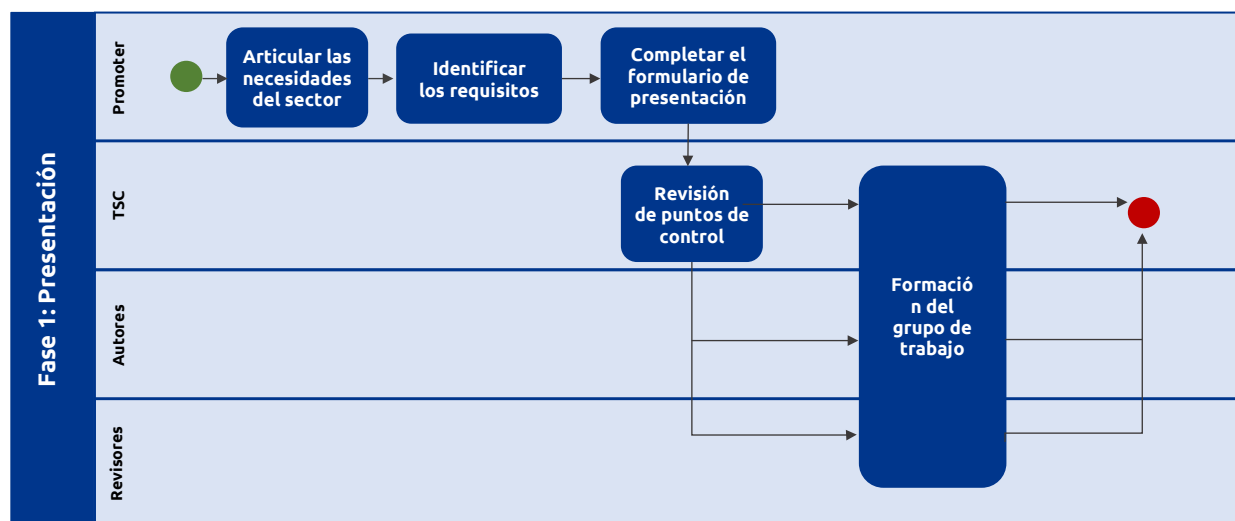 Fase 1: Presentación
Promoter
Articular las
necesidades
del sector
Identificar
los requisitos
Completar el
formulario de
presentación
TSC
Revisión
de puntos de
control
Autores
Formació
n del
grupo de
trabajo
Revisores